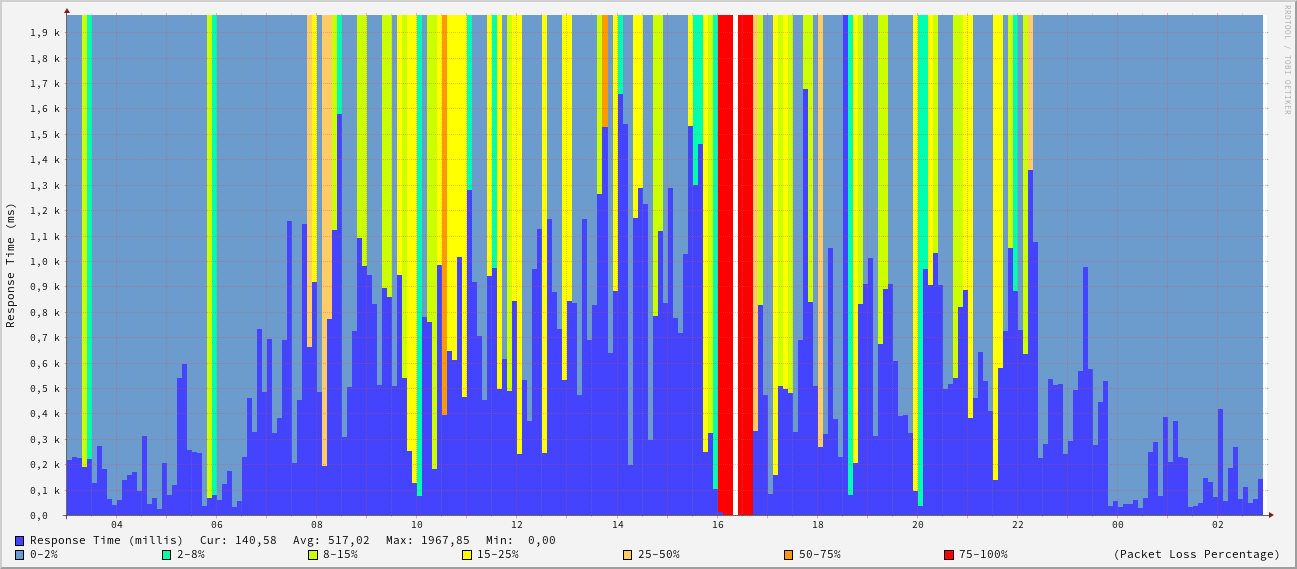 RRDTOOL / TOBI OETIKER
Response Time (ms)
1,9 k
1,8 k
1,7 k
1,6 k
1,5 k
1,4 k
1,3 k
1,2 k
1,1 k
1,0 k
0,9 k
0,8 k
0,7 k
0,6 k
0,5 k
0,4 k
0,3 k
0,2 k
0,1 k
0,0
04 06 08 10 12 14 16 18 20 22 00 02
Response Time (millis) Cur: 140,58 Avg: 517,02 Max: 1967,85 Min: 0,00
0-2% 2-8% 8-15% 15-25% 25-50% 50-75% 75-100% (Packet Loss Percentage)